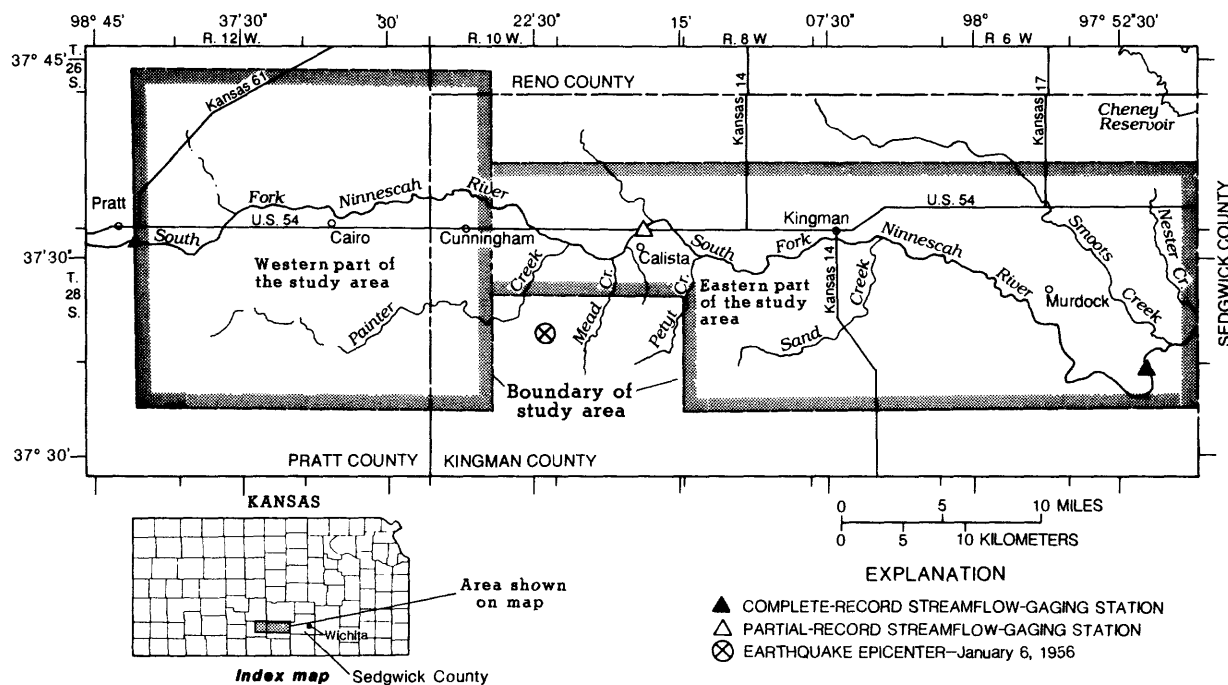 98° 45' 37'30" 30' 22'30" 15' 07'30" 98° 97° 52'30"
R. 12 W. R. 10 W. R. 8 W R 6 W
37° 45'
T. 26 S.
Kansas 61
RENO COUNTY
Kansas 14
Kansas 17
Cheney Reservoir
Pratt
South Fork Ninnescah River
U.S. 54
Cairo
Cunningham
Calista
South Fork Ninnescah River
Kingman
U.S. 54
Smoots Creek
Nester Cr.
SEDGWICK COUNTY
37°30'
T. 28 S.
Western part of
the study area
Painter Creek
Mead Cr.
Petyt Cr.
Eastern part
of the study
area
Kansas 14
Sand Creek
Murdock
Boundary of
study area
37° 30'
PRATT COUNTY KINGMAN COUNTY
KANSAS
Area shown
on map
Wichita
Index map
Sedgwick County
0 5 10 MILES
0 5 10 KILOMETERS
EXPLANATION
COMPLETE-RECORD STREAMFLOW-GAGING STATION
PARTIAL-RECORD STREAMFLOW-GAGING STATION
EARTHQUAKE EPICENTER—January 6, 1956